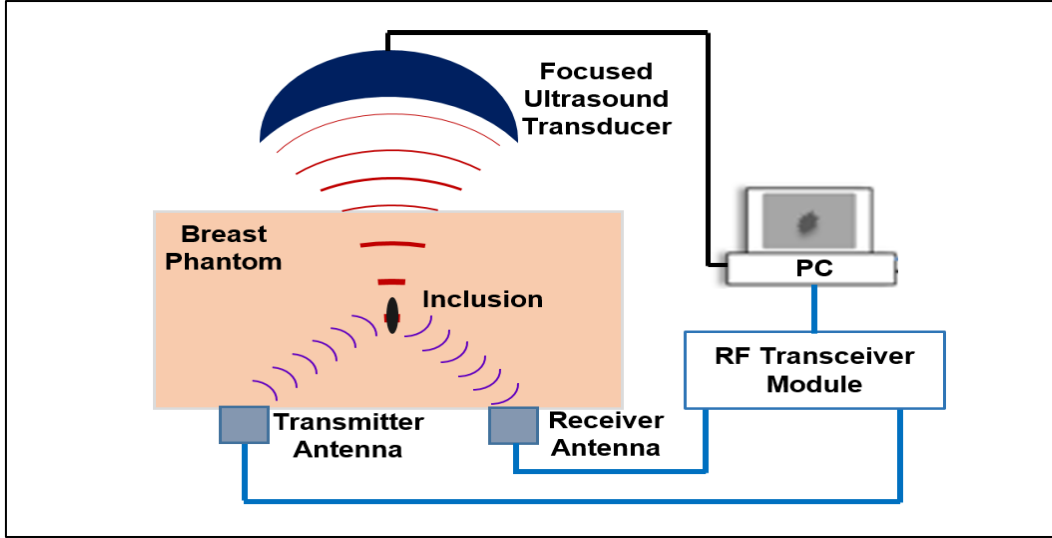 Focused
Ultrasound
Transducer
Breast
Phantom
Inclusion
PC
RF Transceiver
Module
Transmitter
Antenna
Receiver
Antenna